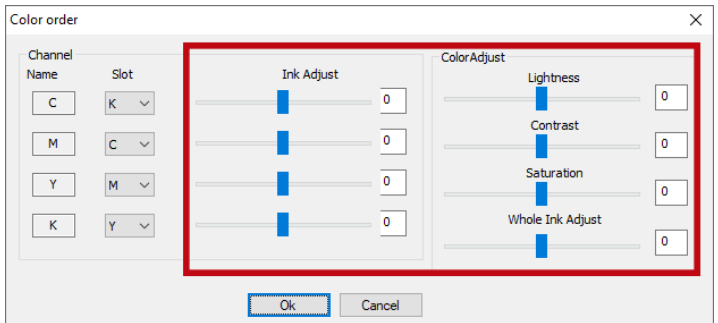 Color order
Channel
Name Slot Ink Adjust
C K 0
M C 0
Y M 0
K Y 0
ColorAdjust
Lightness
0
Contrast
0
Saturation
0
Whole Ink Adjust
0
Ok Cancel